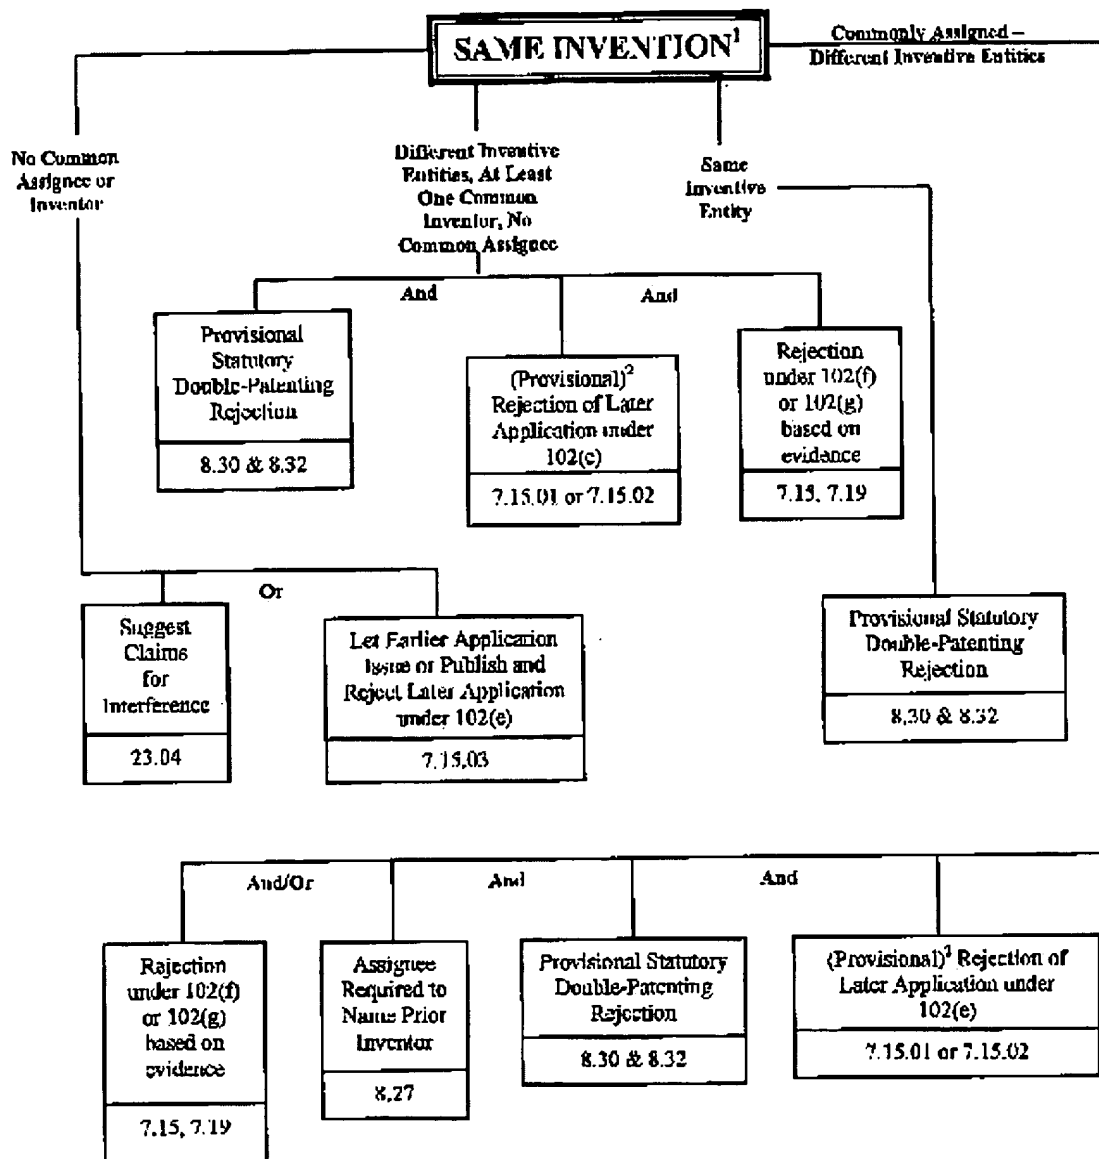 SAME INVENTION1
Commonly Assigned –
Different Inventive Entities
No Common
Assignee or
Inventor
Different Inventive
Entities, At Least
One Common
Inventor, No
Common Assignee
Same
Inventive
Entity
And
And
Provisional
Statutory
Double-Patenting
Rejection
8.30 & 8.32
(Provisional)2
Rejection of Later
Application under
102(e)
7.15.01 or 7.15.02
Rejection
under 102(f)
or 102(g)
based on
evidence
7.15, 7.19
Or
Suggest
Claims
for
Interference
23.04
Let Earlier Application
Issue or Publish and
Reject Later Application
under 102(e)
7.15.03
Provisional Statutory
Double-Patenting
Rejection
8.30 & 8.32
And/Or
And
And
Rejection
under 102(f)
or 102(g)
based on
evidence
7.15, 7.19
Assignee
Required to
Name Prior
Inventor
8.27
Provisional Statutory
Double-Patenting
Rejection
8.30 & 8.32
(Provisional)2 Rejection of
Later Application under
102(e)
7.15.01 or 7.15.02